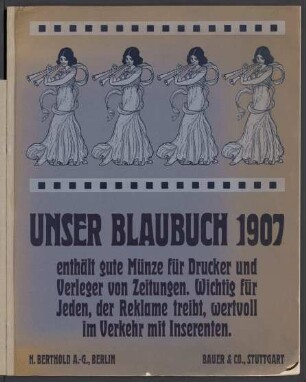 UNSER BLAUBUCH 1907
enthält gute Münze für Drucker und
Verleger von Zeitungen. Wichtig für
Jeden, der Reklame treibt, wertvoll
im Verkehr mit Inserenten.
H. BERTHOLD A.-G., BERLIN
BAUER & CO., STUTTGART